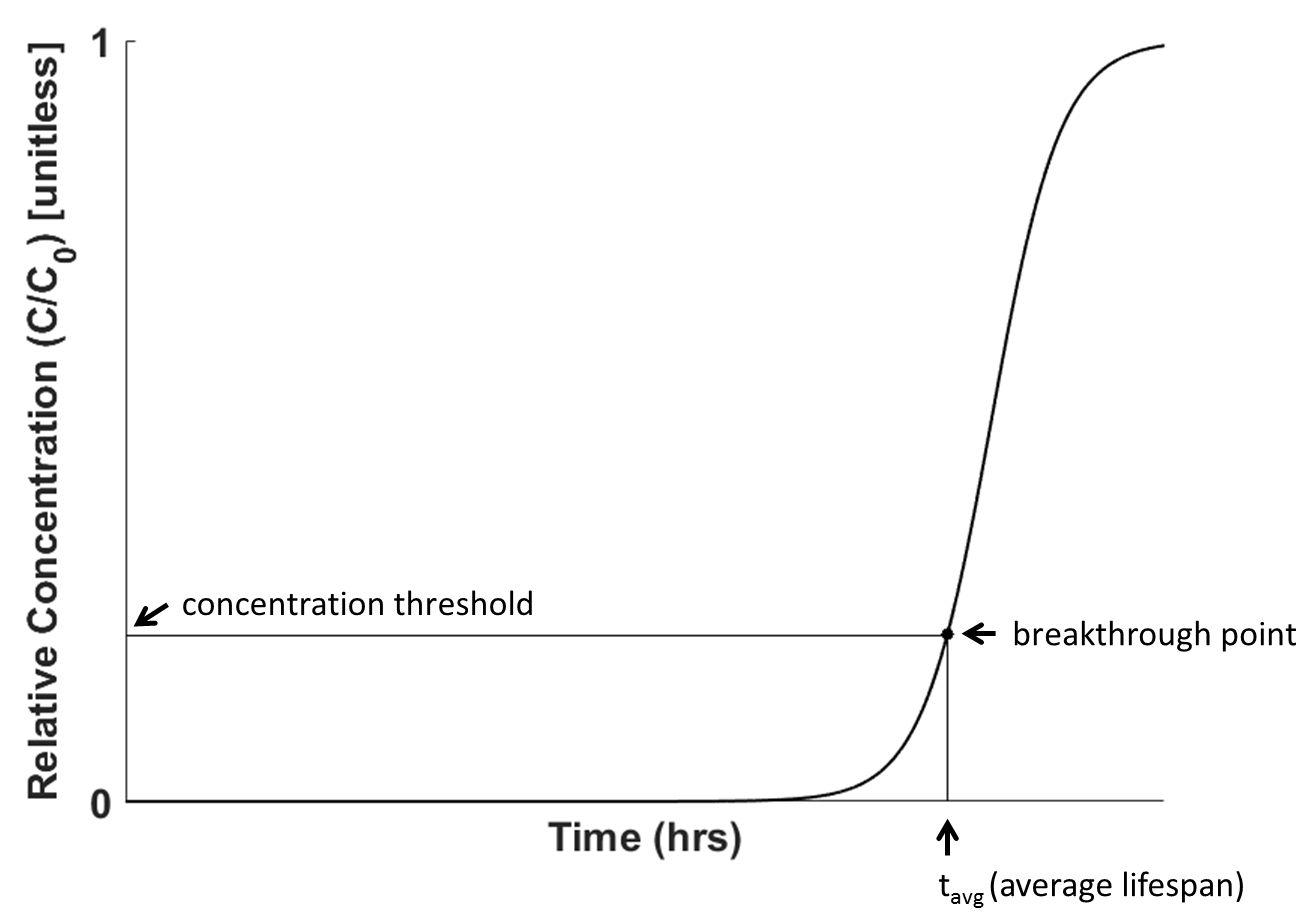 1
Relative Concentration (C/C0) [unitless]
concentration threshold
breakthrough point
0
Time (hrs)
tavg (average lifespan)